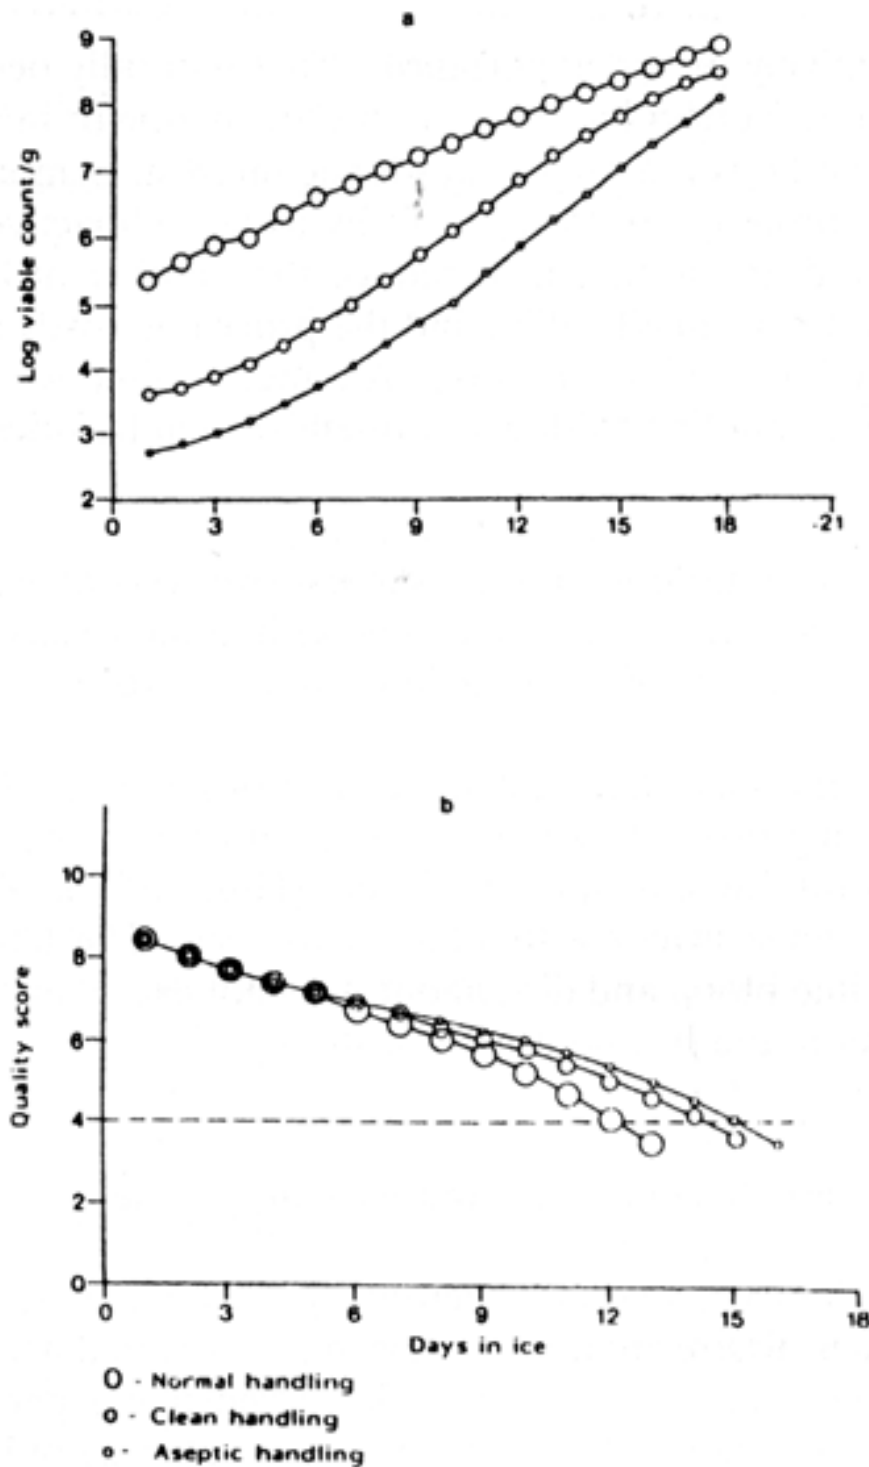 a
9
8
7
6
5
4
3
2
Log viable count/g
0 3 6 9 12 15 18 21
b
10
8
6
4
2
0
Quality score
0 3 6 9 12 15 18
Days in ice
O - Normal handling
o - Clean handling
o - Aseptic handling